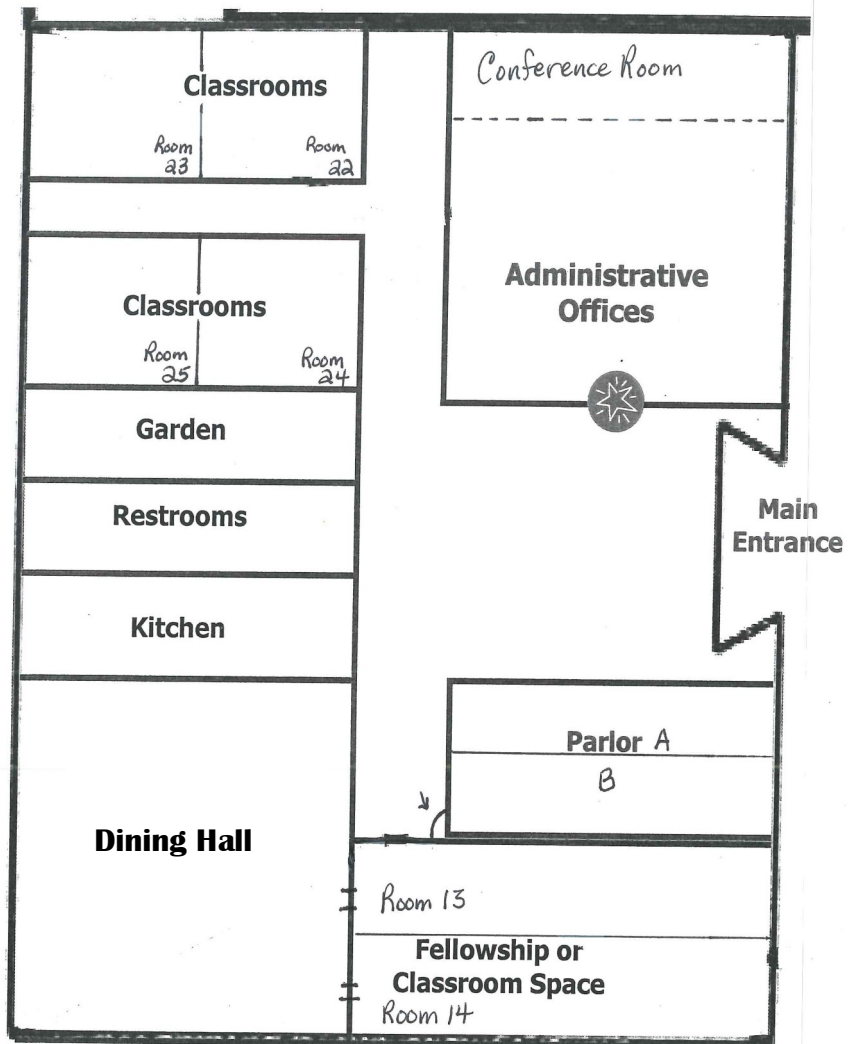 Conference Room
Classrooms
Room
23
Room
22
Administrative
Offices
Classrooms
Room
25
Room
24
Garden
Restrooms
Main
Entrance
Kitchen
Parlor A
B
Dining Hall
Room 13
Fellowship or
Classroom Space
Room 14